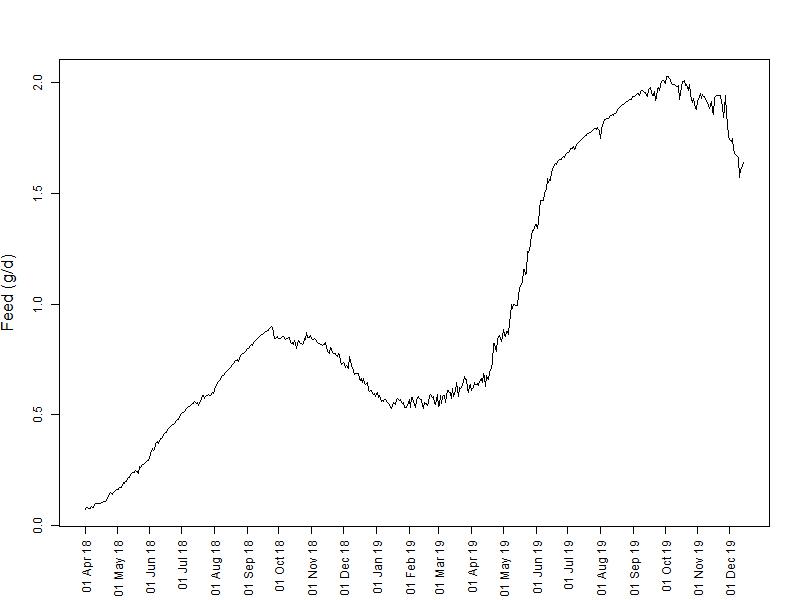 Feed (g/d)
2.0
1.5
1.0
0.5
0.0
01 Apr 18
01 May 18
01 Jun 18
01 Jul 18
01 Aug 18
01 Sep 18
01 Oct 18
01 Nov 18
01 Dec 18
01 Jan 19
01 Feb 19
01 Mar 19
01 Apr 19
01 May 19
01 Jun 19
01 Jul 19
01 Aug 19
01 Sep 19
01 Oct 19
01 Nov 19
01 Dec 19